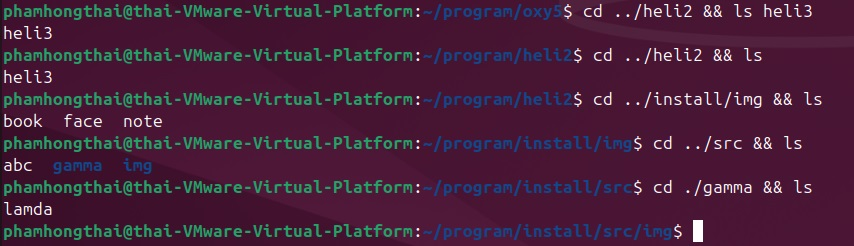 phamhongthai@thai-VMware-Virtual-Platform:~/program/oxy5$ cd ../heli2 && ls heli3
heli3
phamhongthai@thai-VMware-Virtual-Platform:~/program/heli2$ cd ../heli2 && ls
heli3
phamhongthai@thai-VMware-Virtual-Platform:~/program/heli2$ cd ../install/img && ls
book  face  note
phamhongthai@thai-VMware-Virtual-Platform:~/program/install/img$ cd ../src && ls
abc  gamma  img
phamhongthai@thai-VMware-Virtual-Platform:~/program/install/src$ cd ./gamma && ls
lamda
phamhongthai@thai-VMware-Virtual-Platform:~/program/install/src/img$